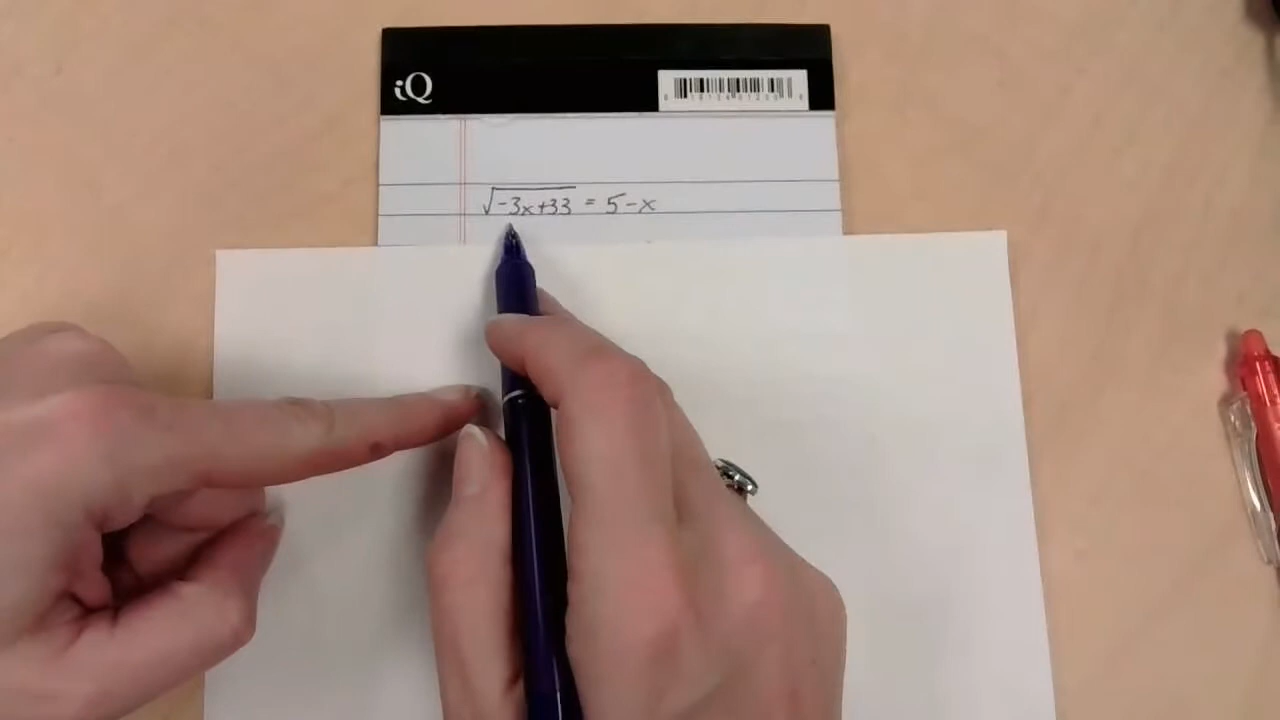 iQ
√-3x+33 = 5-x